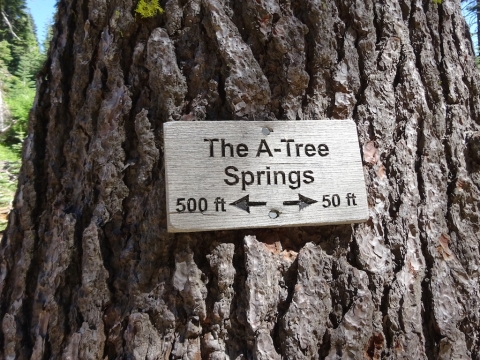 The A-Tree
Springs
500 ft ← → 50 ft